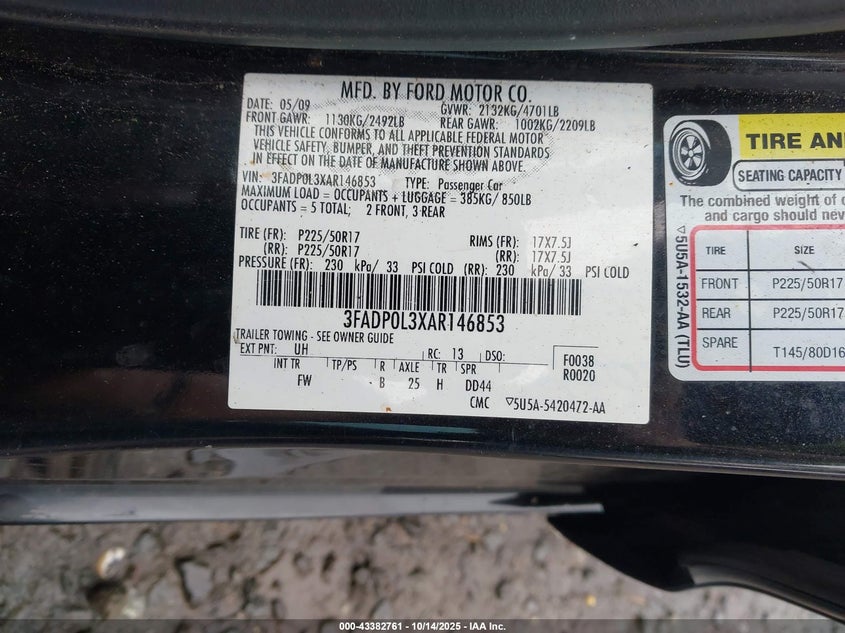 MFD. BY FORD MOTOR CO.
DATE: 05/09 GVWR: 2132KG/4701LB
FRONT GAWR: 1130KG/2492LB REAR GAWR: 1002KG/2209LB
THIS VEHICLE CONFORMS TO ALL APPLICABLE FEDERAL MOTOR
VEHICLE SAFETY, BUMPER, AND THEFT PREVENTION STANDARDS
IN EFFECT ON THE DATE OF MANUFACTURE SHOWN ABOVE.
VIN: 3FADP0L3XAR146853 TYPE: Passenger Car
MAXIMUM LOAD = OCCUPANTS + LUGGAGE = 385KG/ 850LB
OCCUPANTS = 5 TOTAL; 2 FRONT, 3 REAR
TIRE (FR): P225/50R17 RIMS (FR): 17X7.5J
(RR): P225/50R17 (RR): 17X7.5J
PRESSURE (FR): 230 kPa/ 33 PSI COLD (RR): 230 kPa/ 33 PSI COLD
3FADP0L3XAR146853
TRAILER TOWING - SEE OWNER GUIDE
EXT PNT: UH RC: 13 DSO: F0038
INT TR TP/PS R AXLE TR SPR R0020
FW B 25 H DD44
CMC ▽5U5A-5420472-AA
TIRE AN
SEATING CAPACITY
The combined weight of
and cargo should neve
TIRE SIZE
FRONT P225/50R17
REAR P225/50R17
SPARE T145/80D16
▽5U5A-1532-AA (TLU)
000-43382761 - 10/14/2025 - IAA Inc.